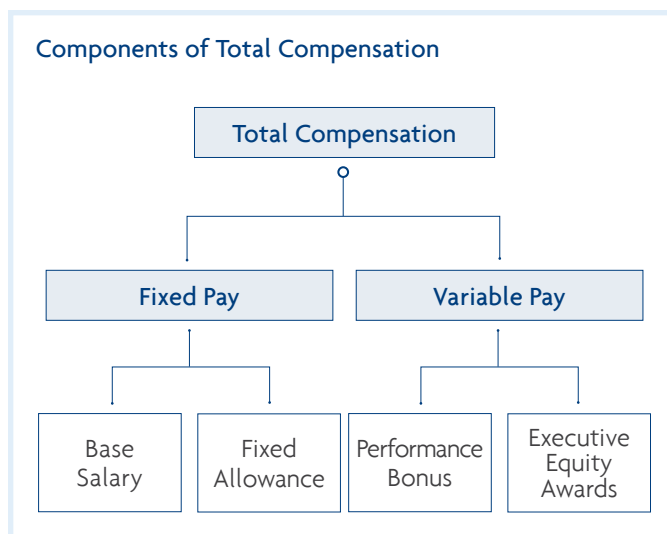 Components of Total Compensation
Total Compensation
Fixed Pay
Variable Pay
Base
Salary
Fixed
Allowance
Performance
Bonus
Executive
Equity
Awards